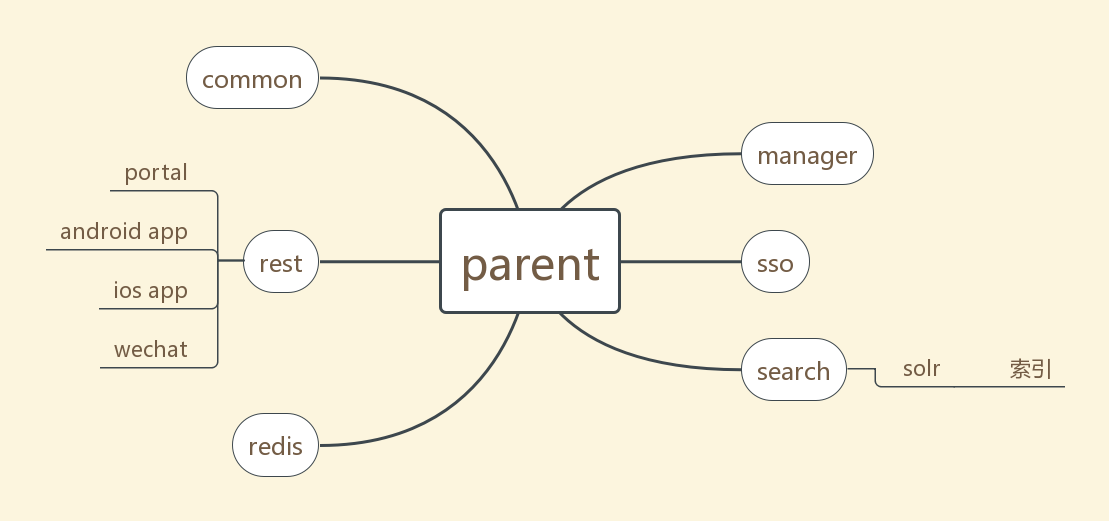 common
manager
portal
android app
rest
parent
sso
ios app
wechat
search
solr
索引
redis